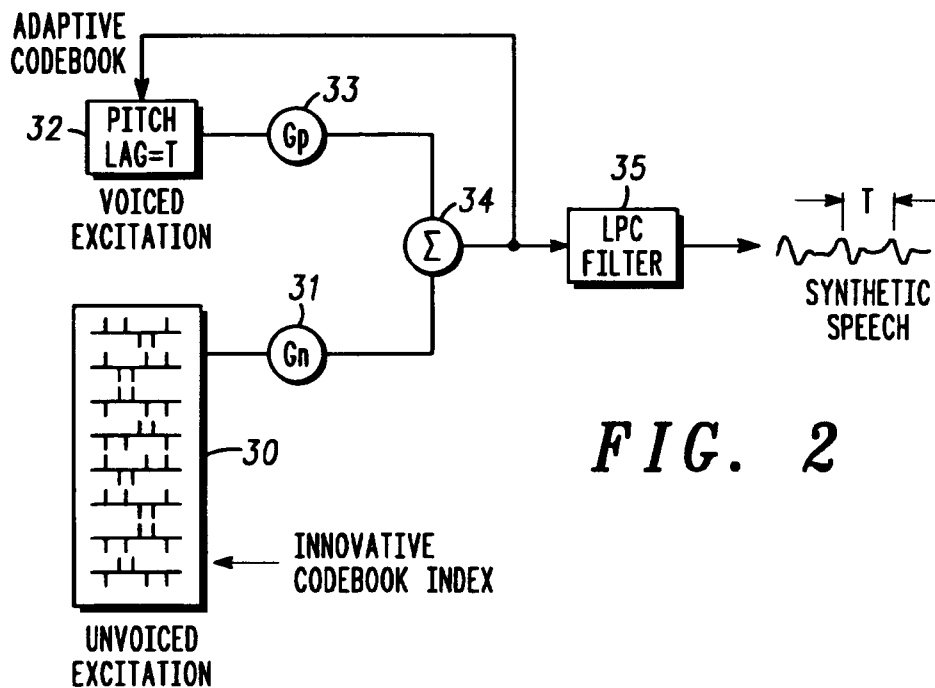 ADAPTIVE
CODEBOOK
32
PITCH
LAG=T
33
Gp
VOICED
EXCITATION
34
Σ
35
LPC
FILTER
T
SYNTHETIC
SPEECH
31
Gn
30
INNOVATIVE
CODEBOOK INDEX
UNVOICED
EXCITATION
FIG. 2